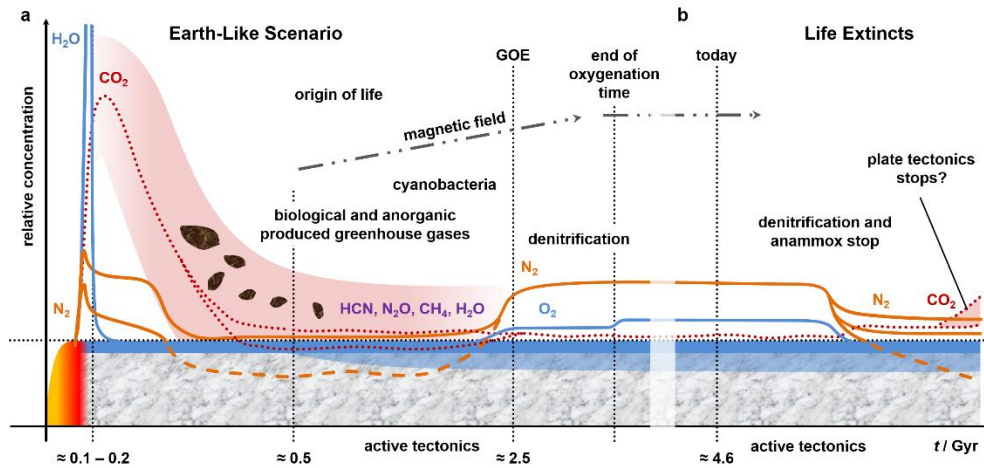 a
b
Earth-Like Scenario
Life Extincts
H₂O
CO₂
GOE
end of
oxygenation
time
today
origin of life
magnetic field
cyanobacteria
plate tectonics
stops?
biological and anorganic
produced greenhouse gases
denitrification
denitrification and
anammox stop
relative concentration
N₂
N₂
N₂
CO₂
HCN, N₂O, CH₄, H₂O
O₂
active tectonics
active tectonics
t / Gyr
≈ 0.1 – 0.2
≈ 0.5
≈ 2.5
≈ 4.6